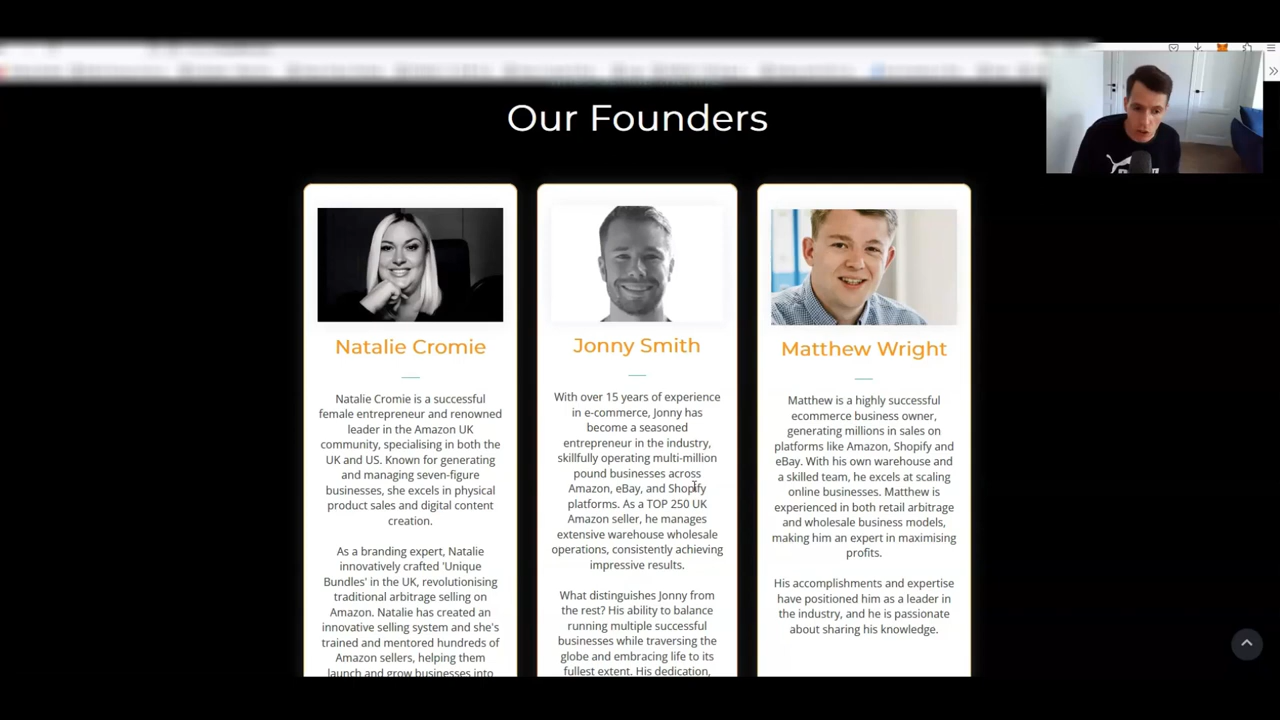 Our Founders
Natalie Cromie
Natalie Cromie is a successful
female entrepreneur and renowned
leader in the Amazon UK
community, specialising in both the
UK and US. Known for generating
and managing seven-figure
businesses, she excels in physical
product sales and digital content
creation.
As a branding expert, Natalie
innovatively crafted 'Unique
Bundles' in the UK, revolutionising
traditional arbitrage selling on
Amazon. Natalie has created an
innovative selling system and she's
trained and mentored hundreds of
Amazon sellers, helping them
launch and grow businesses into
Jonny Smith
With over 15 years of experience
in e-commerce, Jonny has
become a seasoned
entrepreneur in the industry,
skillfully operating multi-million
pound businesses across
Amazon, eBay, and Shopify
platforms. As a TOP 250 UK
Amazon seller, he manages
extensive warehouse wholesale
operations, consistently achieving
impressive results.
What distinguishes Jonny from
the rest? His ability to balance
running multiple successful
businesses while traversing the
globe and embracing life to its
fullest extent. His dedication,
Matthew Wright
Matthew is a highly successful
ecommerce business owner,
generating millions in sales on
platforms like Amazon, Shopify and
eBay. With his own warehouse and
a skilled team, he excels at scaling
online businesses. Matthew is
experienced in both retail arbitrage
and wholesale business models,
making him an expert in maximising
profits.
His accomplishments and expertise
have positioned him as a leader in
the industry, and he is passionate
about sharing his knowledge.